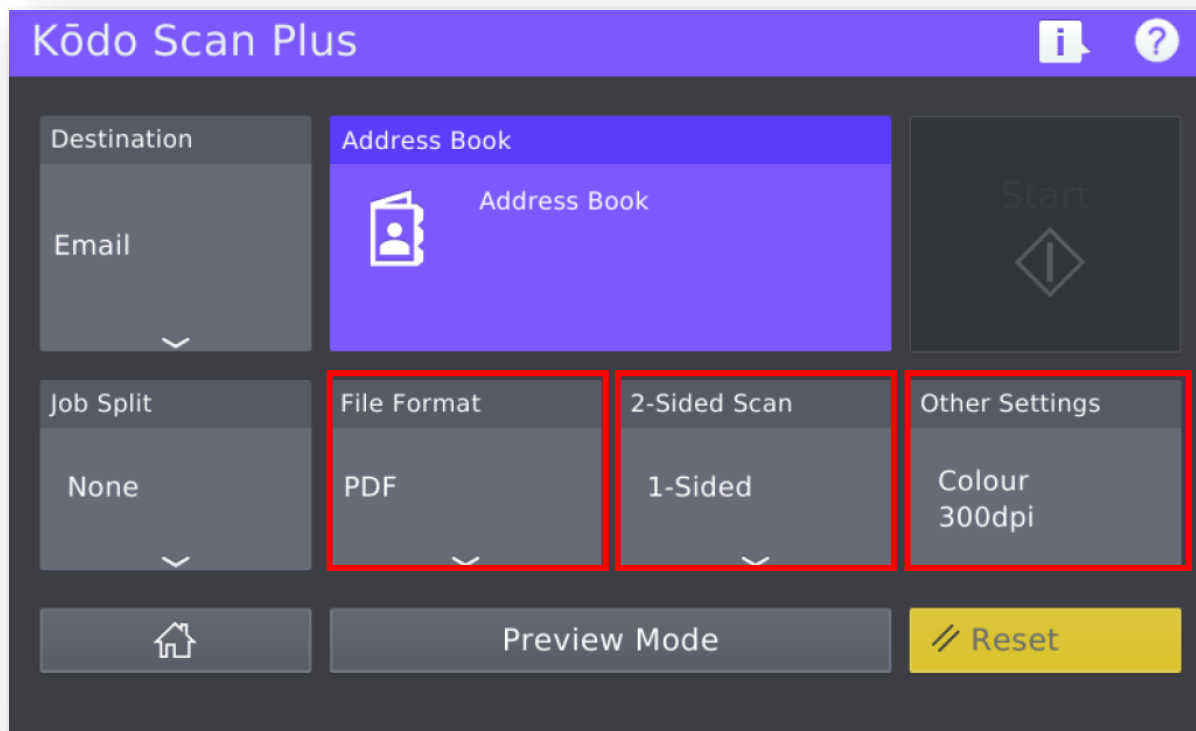 Kōdo Scan Plus
i ?
Destination
Email
Address Book
Address Book
Start
Job Split
None
File Format
PDF
2-Sided Scan
1-Sided
Other Settings
Colour
300dpi
Preview Mode
Reset